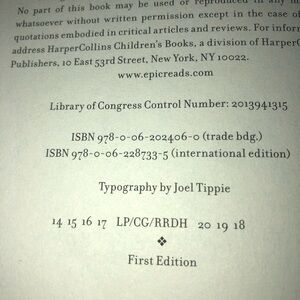 No part of this book may be used or reproduced in any
whatsoever without written permission except in the case of
quotations embodied in critical articles and reviews. For infor
address HarperCollins Children's Books, a division of HarperC
Publishers, 10 East 53rd Street, New York, NY 10022.
www.epicreads.com
Library of Congress Control Number: 2013941315
ISBN 978-0-06-202406-0 (trade bdg.)
ISBN 978-0-06-228733-5 (international edition)
Typography by Joel Tippie
14 15 16 17 LP/CG/RRDH 20 19 18
❖
First Edition